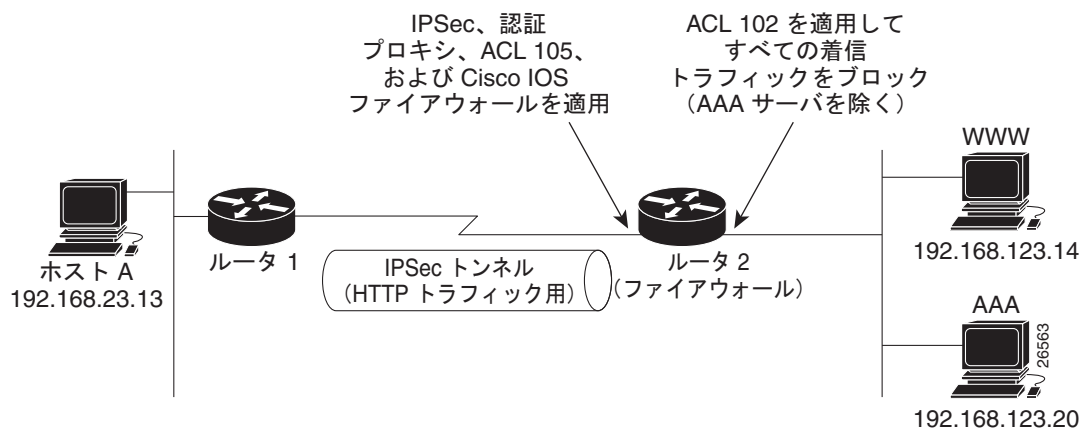 IPSec、認証
プロキシ、ACL 105、
および Cisco IOS
ファイアウォールを適用
ACL 102 を適用して
すべての着信
トラフィックをブロック
（AAA サーバを除く）
WWW
192.168.123.14
ホスト A
192.168.23.13
ルータ 1
IPSec トンネル
（HTTP トラフィック用）
ルータ 2
（ファイアウォール）
AAA
26563
192.168.123.20